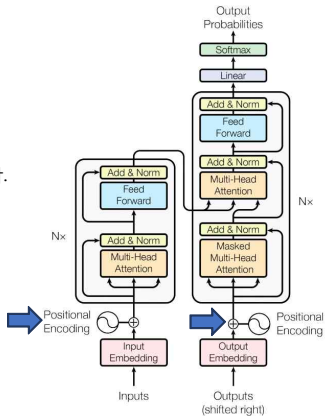 Output
Probabilities
Softmax
Linear
Add & Norm
Feed
Forward
Add & Norm
Multi-Head
Attention
Nx
Add & Norm
Masked
Multi-Head
Attention
Positional
Encoding
Output
Embedding
Outputs
(shifted right)
r.
Add & Norm
Feed
Forward
Nx
Add & Norm
Multi-Head
Attention
Positional
Encoding
Input
Embedding
Inputs